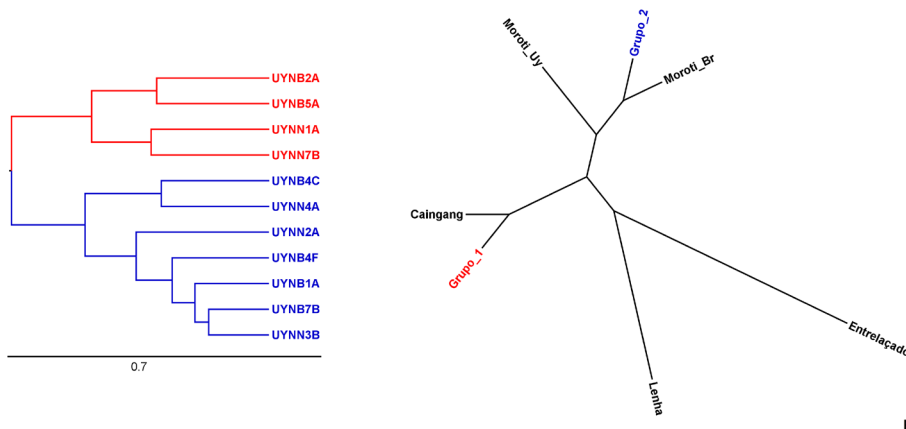 UYNB2A
UYNB5A
UYNN1A
UYNN7B
UYNB4C
UYNN4A
UYNN2A
UYNB4F
UYNB1A
UYNB7B
UYNN3B
0.7
Moroti_Uy
Grupo_2
Moroti_Br
Caingang
Grupo_1
Entrelaçado
Lenha